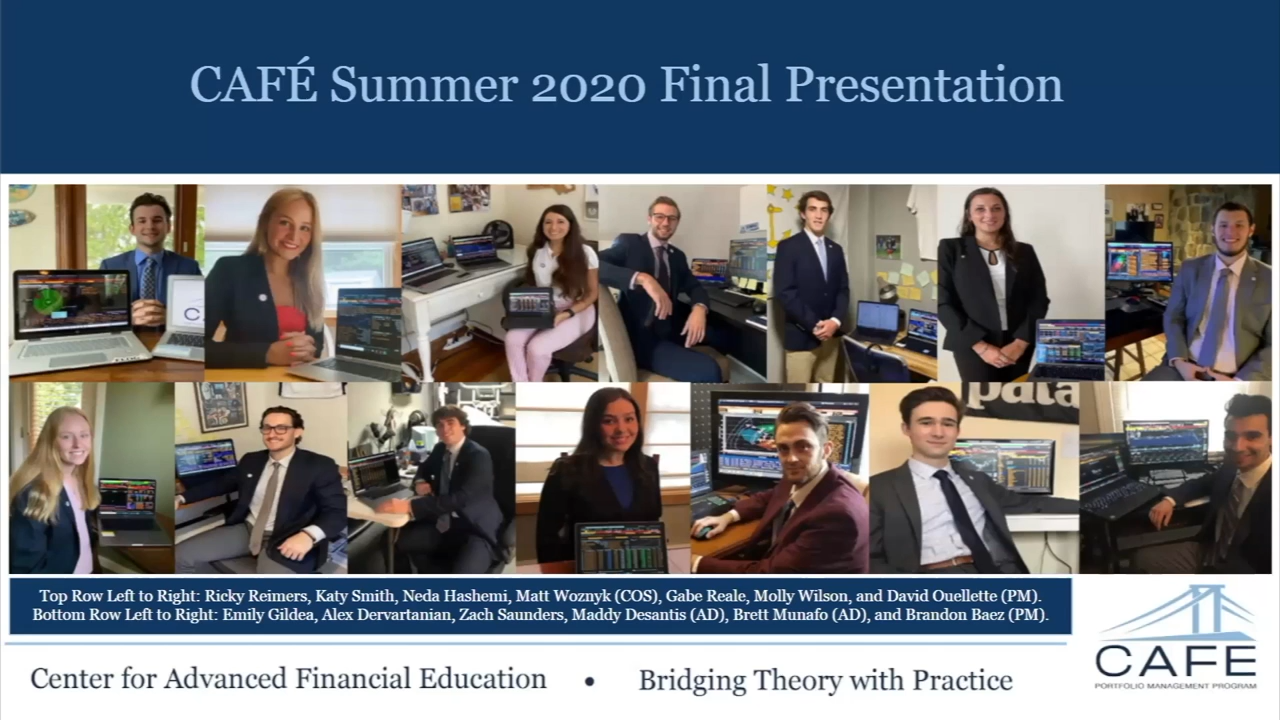 CAFÉ Summer 2020 Final Presentation
pata
Top Row Left to Right: Ricky Reimers, Katy Smith, Neda Hashemi, Matt Woznyk (COS), Gabe Reale, Molly Wilson, and David Ouellette (PM).
Bottom Row Left to Right: Emily Gildea, Alex Dervartanian, Zach Saunders, Maddy Desantis (AD), Brett Munafo (AD), and Brandon Baez (PM).
CAFE
PORTFOLIO MANAGEMENT PROGRAM
Center for Advanced Financial Education • Bridging Theory with Practice